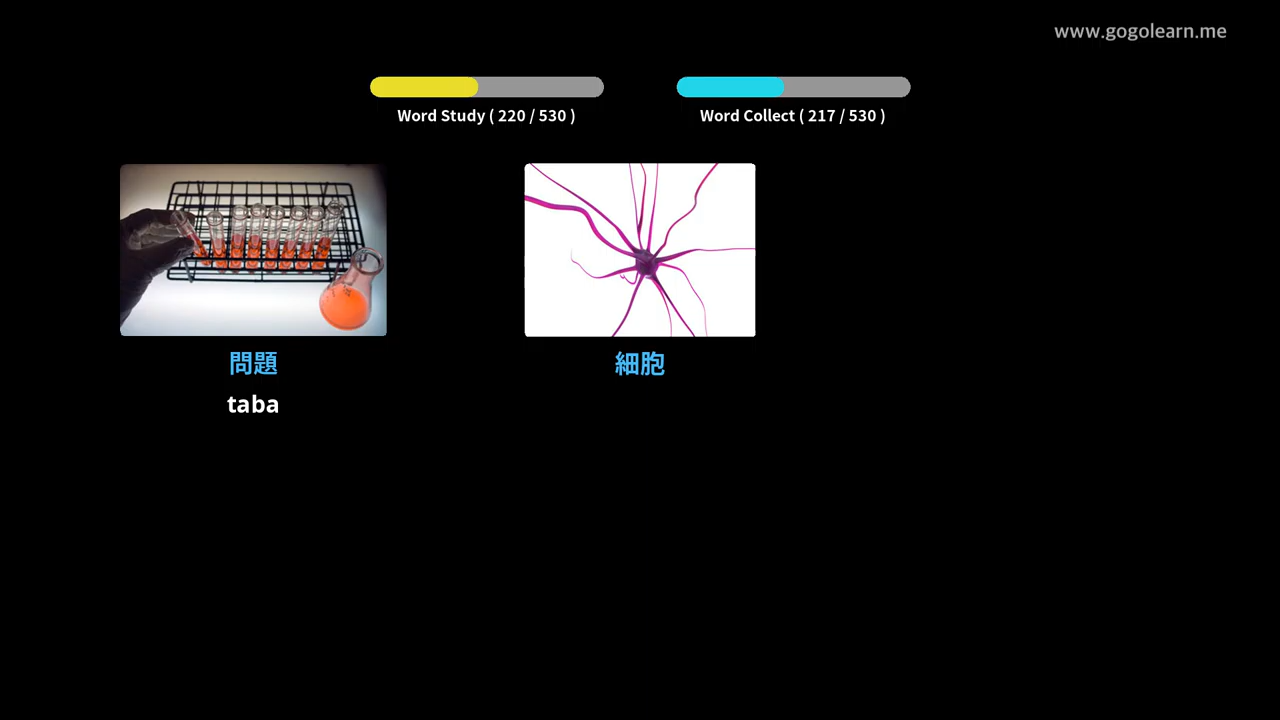 www.gogolearn.me
Word Study ( 220 / 530 )
Word Collect ( 217 / 530 )
問題
細胞
taba